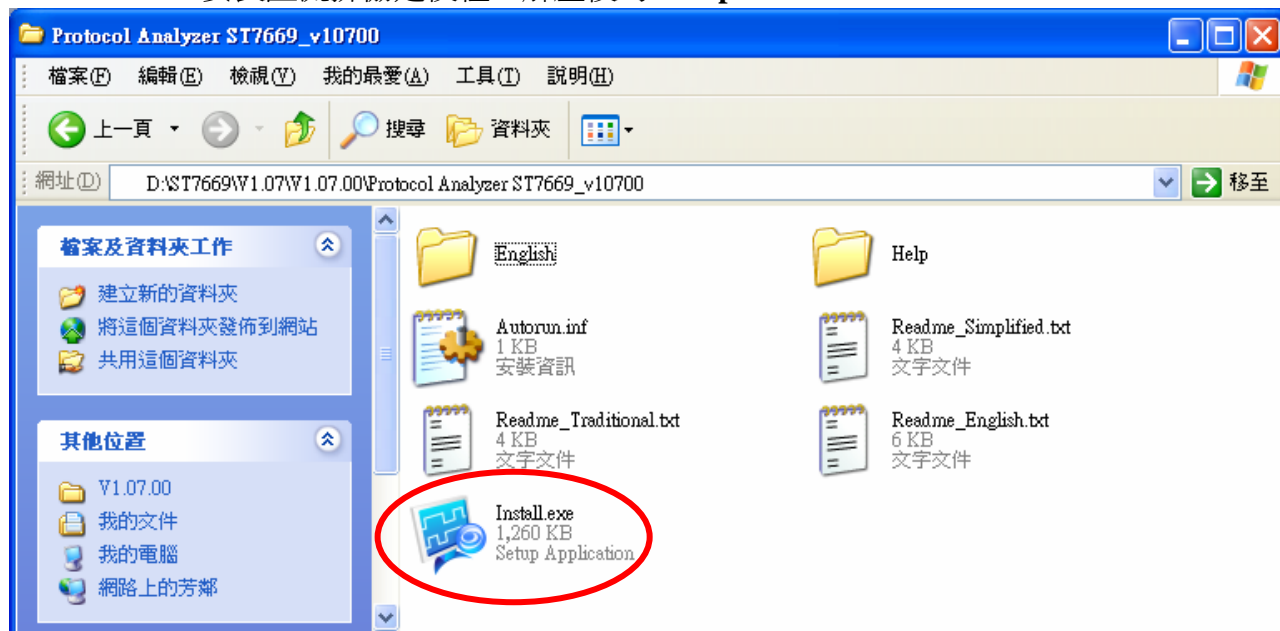 Protocol Analyzer ST7669_v10700
檔案(F) 編輯(E) 檢視(V) 我的最愛(A) 工具(T) 說明(H)
上一頁 搜尋 資料夾
網址(D) D:\ST7669\V1.07\V1.07.00\Protocol Analyzer ST7669_v10700 移至
檔案及資料夾工作
建立新的資料夾
將這個資料夾發佈到網站
共用這個資料夾
其他位置
V1.07.00
我的文件
我的電腦
網路上的芳鄰
English
Help
Autorun.inf
1 KB
安裝資訊
Readme_Simplified.txt
4 KB
文字文件
Readme_Traditional.txt
4 KB
文字文件
Readme_English.txt
6 KB
文字文件
Install.exe
1,260 KB
Setup Application